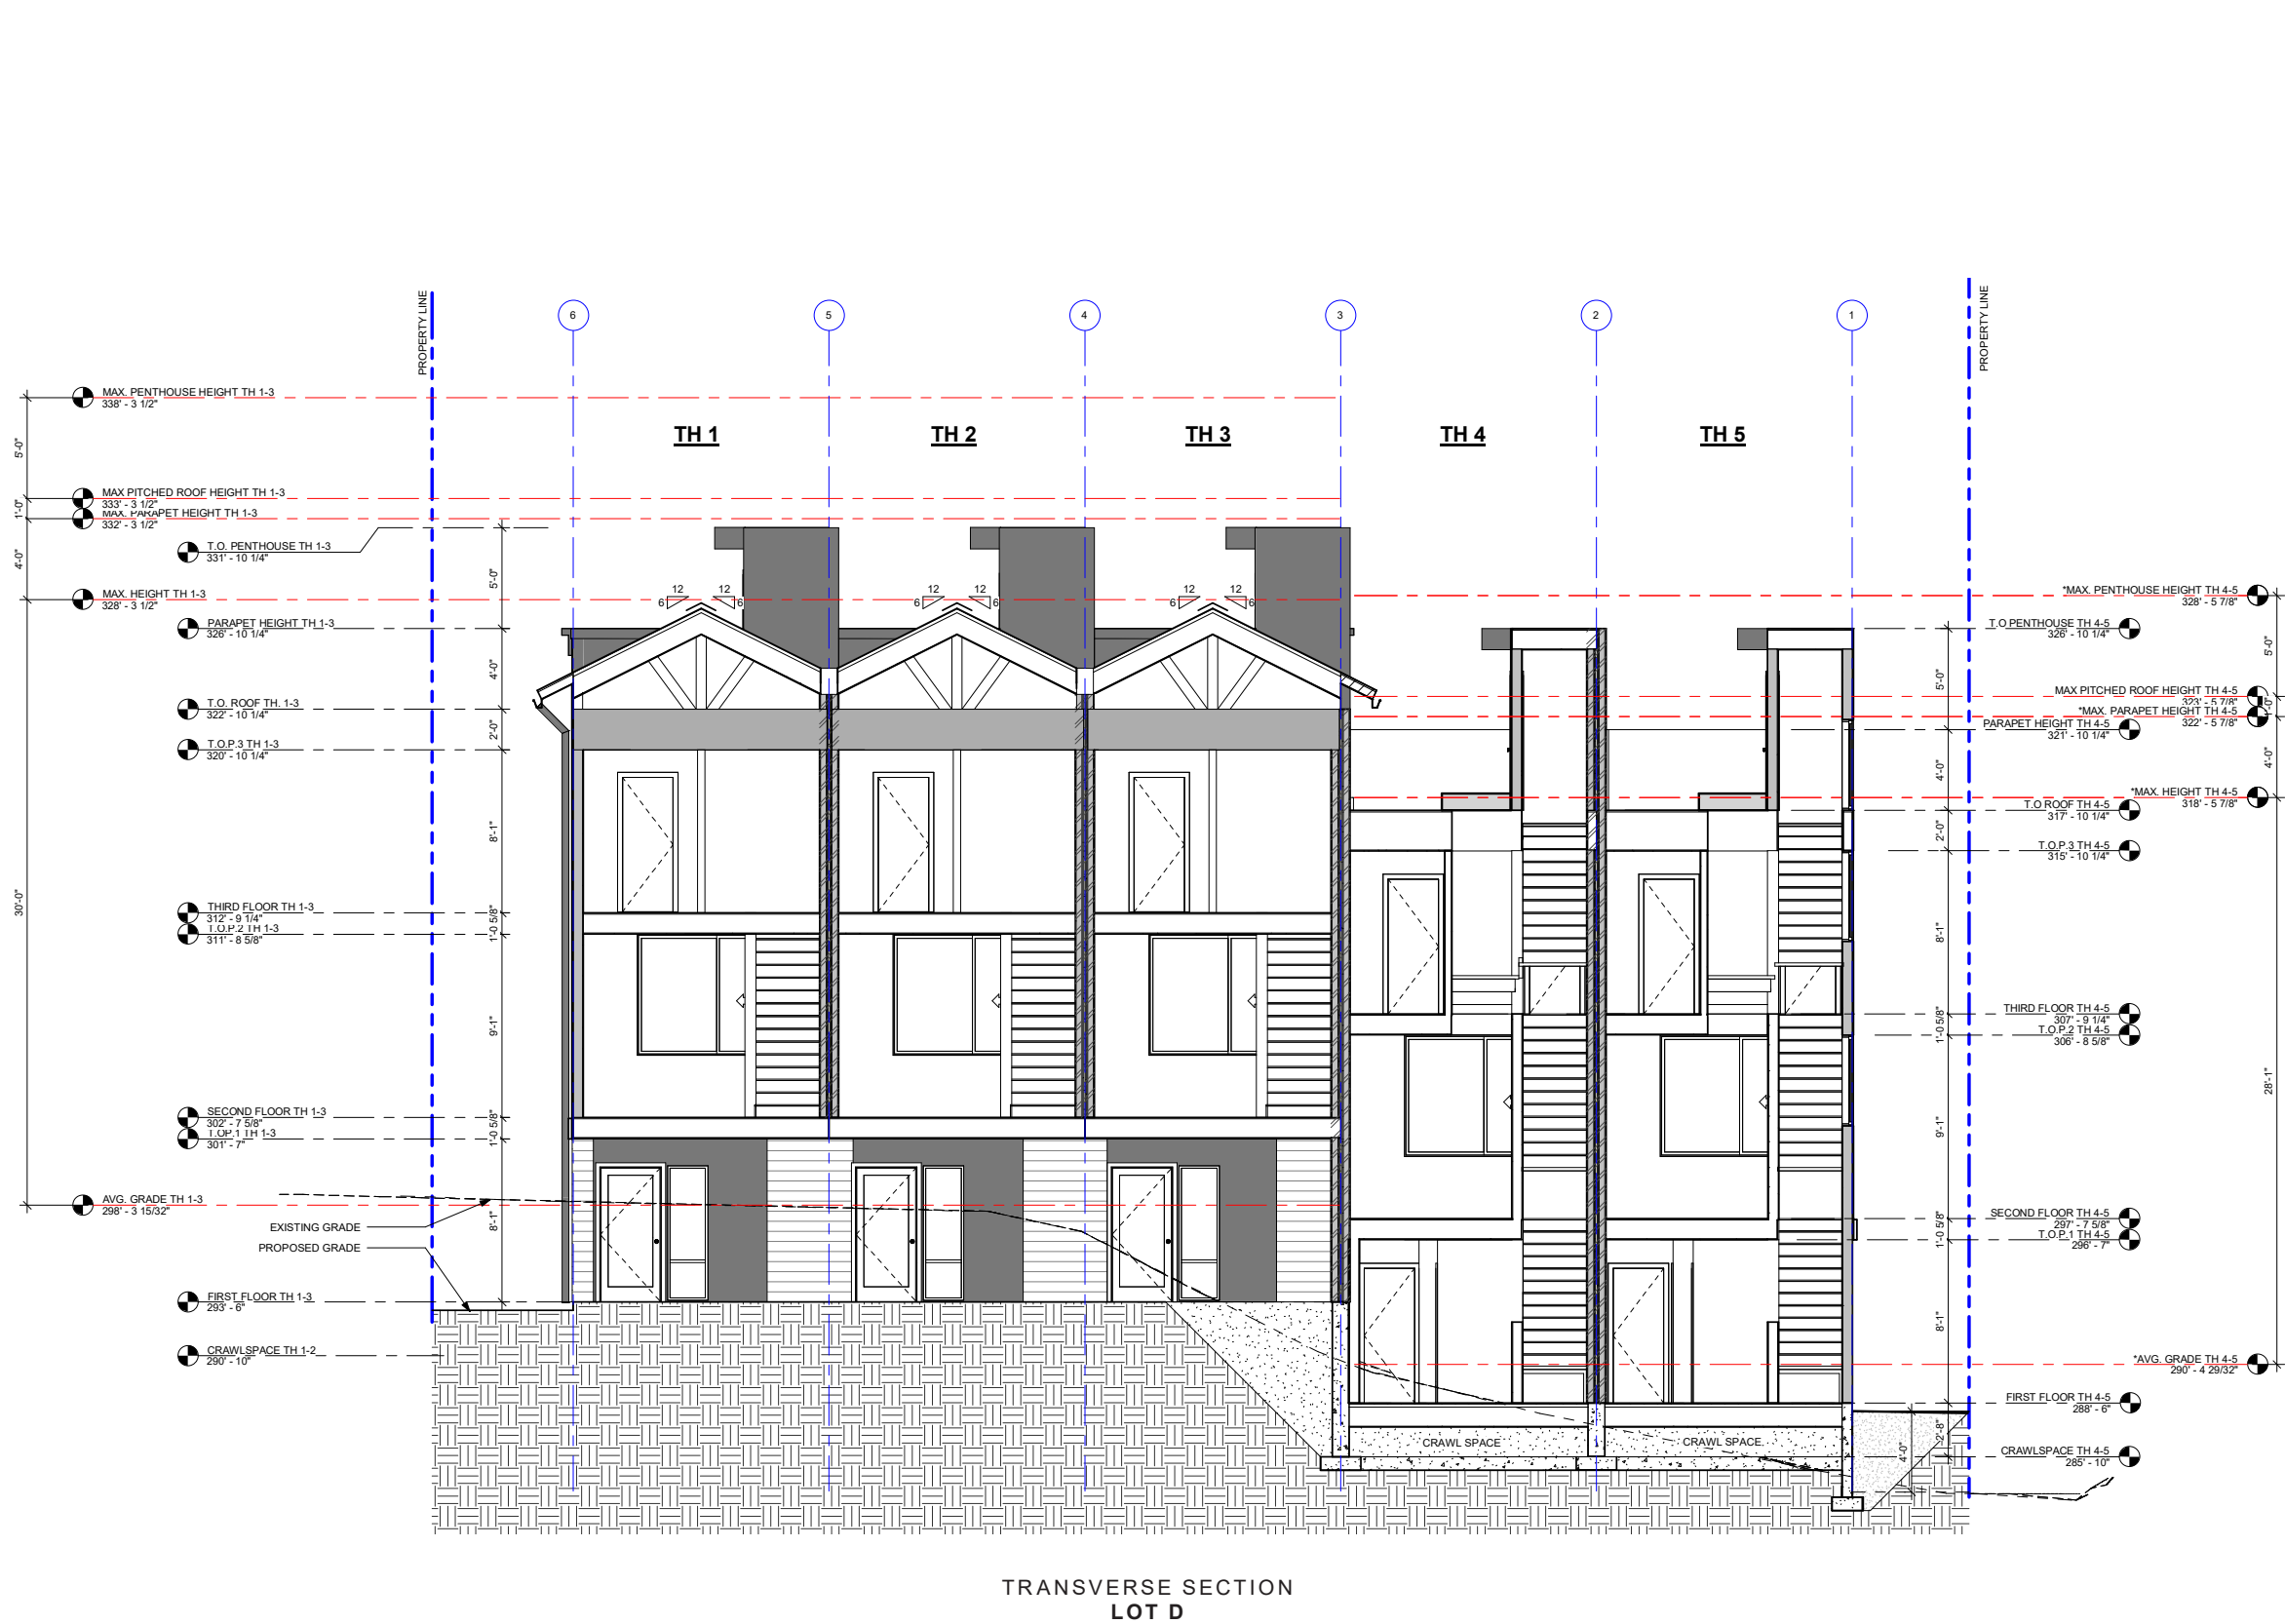 PROPERTY LINE
PROPERTY LINE
6
5
4
3
2
1
TH 1
TH 2
TH 3
TH 4
TH 5
MAX. PENTHOUSE HEIGHT TH 1-3
338' - 3 1/2"
MAX PITCHED ROOF HEIGHT TH 1-3
333' - 3 1/2"
MAX. PARAPET HEIGHT TH 1-3
332' - 3 1/2"
T.O. PENTHOUSE TH 1-3
331' - 10 1/4"
MAX. HEIGHT TH 1-3
328' - 3 1/2"
PARAPET HEIGHT TH 1-3
326' - 10 1/4"
T.O. ROOF TH. 1-3
322' - 10 1/4"
T.O.P.3 TH 1-3
320' - 10 1/4"
THIRD FLOOR TH 1-3
312' - 9 1/4"
T.O.P.2 TH 1-3
311' - 8 5/8"
SECOND FLOOR TH 1-3
302' - 7 5/8"
T.OP.1 TH 1-3
301' - 7"
AVG. GRADE TH 1-3
298' - 3 15/32"
EXISTING GRADE
PROPOSED GRADE
FIRST FLOOR TH 1-3
293' - 6"
CRAWLSPACE TH 1-2
290' - 10"
5'-0"
1'-0"
4'-0"
30'-0"
5'-0"
4'-0"
2'-0"
8'-1"
1'-0 5/8"
9'-1"
1'-0 5/8"
8'-1"
12
12
6
6
12
12
6
6
12
12
6
6
*MAX. PENTHOUSE HEIGHT TH 4-5
328' - 5 7/8"
T.O PENTHOUSE TH 4-5
326' - 10 1/4"
MAX PITCHED ROOF HEIGHT TH 4-5
323' - 5 7/8"
*MAX. PARAPET HEIGHT TH 4-5
322' - 5 7/8"
PARAPET HEIGHT TH 4-5
321' - 10 1/4"
*MAX. HEIGHT TH 4-5
318' - 5 7/8"
T.O ROOF TH 4-5
317' - 10 1/4"
T.O.P.3 TH 4-5
315' - 10 1/4"
THIRD FLOOR TH 4-5
307' - 9 1/4"
T.O.P.2 TH 4-5
306' - 8 5/8"
SECOND FLOOR TH 4-5
297' - 7 5/8"
T.O.P.1 TH 4-5
296' - 7"
*AVG. GRADE TH 4-5
290' - 4 29/32"
FIRST FLOOR TH 4-5
288' - 6"
CRAWLSPACE TH 4-5
285' - 10"
5'-0"
4'-0"
2'-0"
8'-1"
1'-0 5/8"
9'-1"
1'-0 5/8"
8'-1"
2'-8"
4'-0"
5'-0"
1'-0"
4'-0"
28'-1"
CRAWL SPACE
CRAWL SPACE
TRANSVERSE SECTION
LOT D